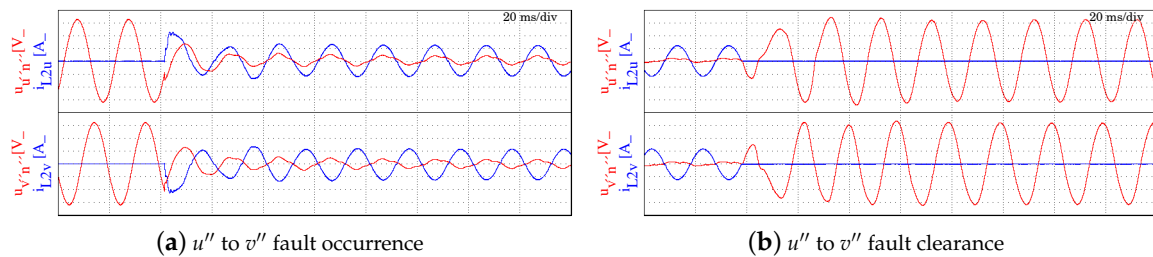 20 ms/div
u_u´n´´[V_
i_L2u [A_
u_v´n´´[V_
i_L2v [A_
(a) u″ to v″ fault occurrence
20 ms/div
u_u´n´´[V_
i_L2u [A_
u_v´n´´[V_
i_L2v [A_
(b) u″ to v″ fault clearance